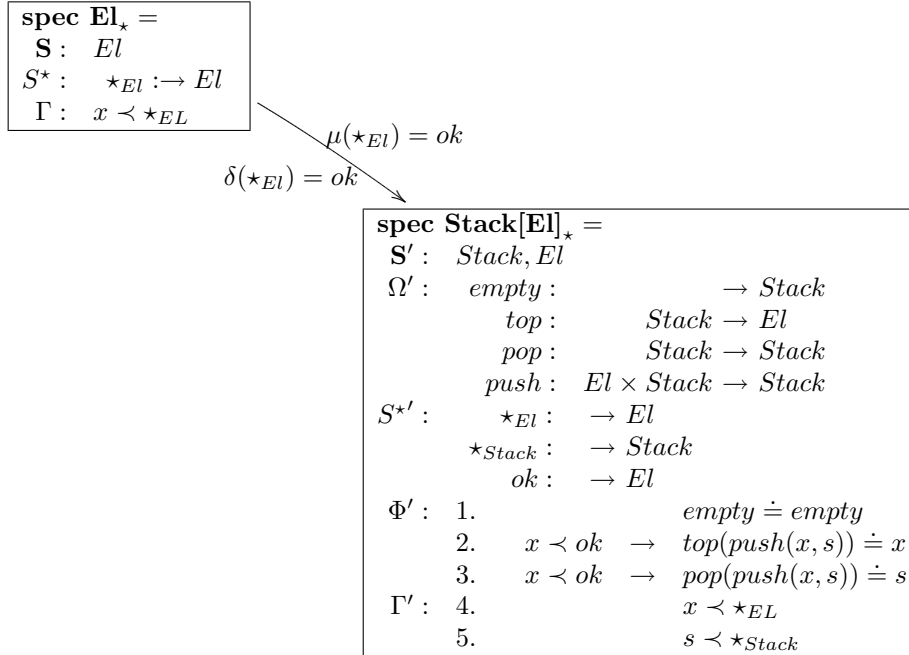 spec El⋆ =
S : El
S⋆ : ⋆El :→ El
Γ : x ≺ ⋆EL
μ(⋆El) = ok
δ(⋆El) = ok
spec Stack[El]⋆ =
S′ : Stack, El
Ω′ : empty : → Stack
top : Stack → El
pop : Stack → Stack
push : El × Stack → Stack
S⋆′ : ⋆El : → El
⋆Stack : → Stack
ok : → El
Φ′ : 1. empty ≐ empty
2. x ≺ ok → top(push(x, s)) ≐ x
3. x ≺ ok → pop(push(x, s)) ≐ s
Γ′ : 4. x ≺ ⋆EL
5. s ≺ ⋆Stack